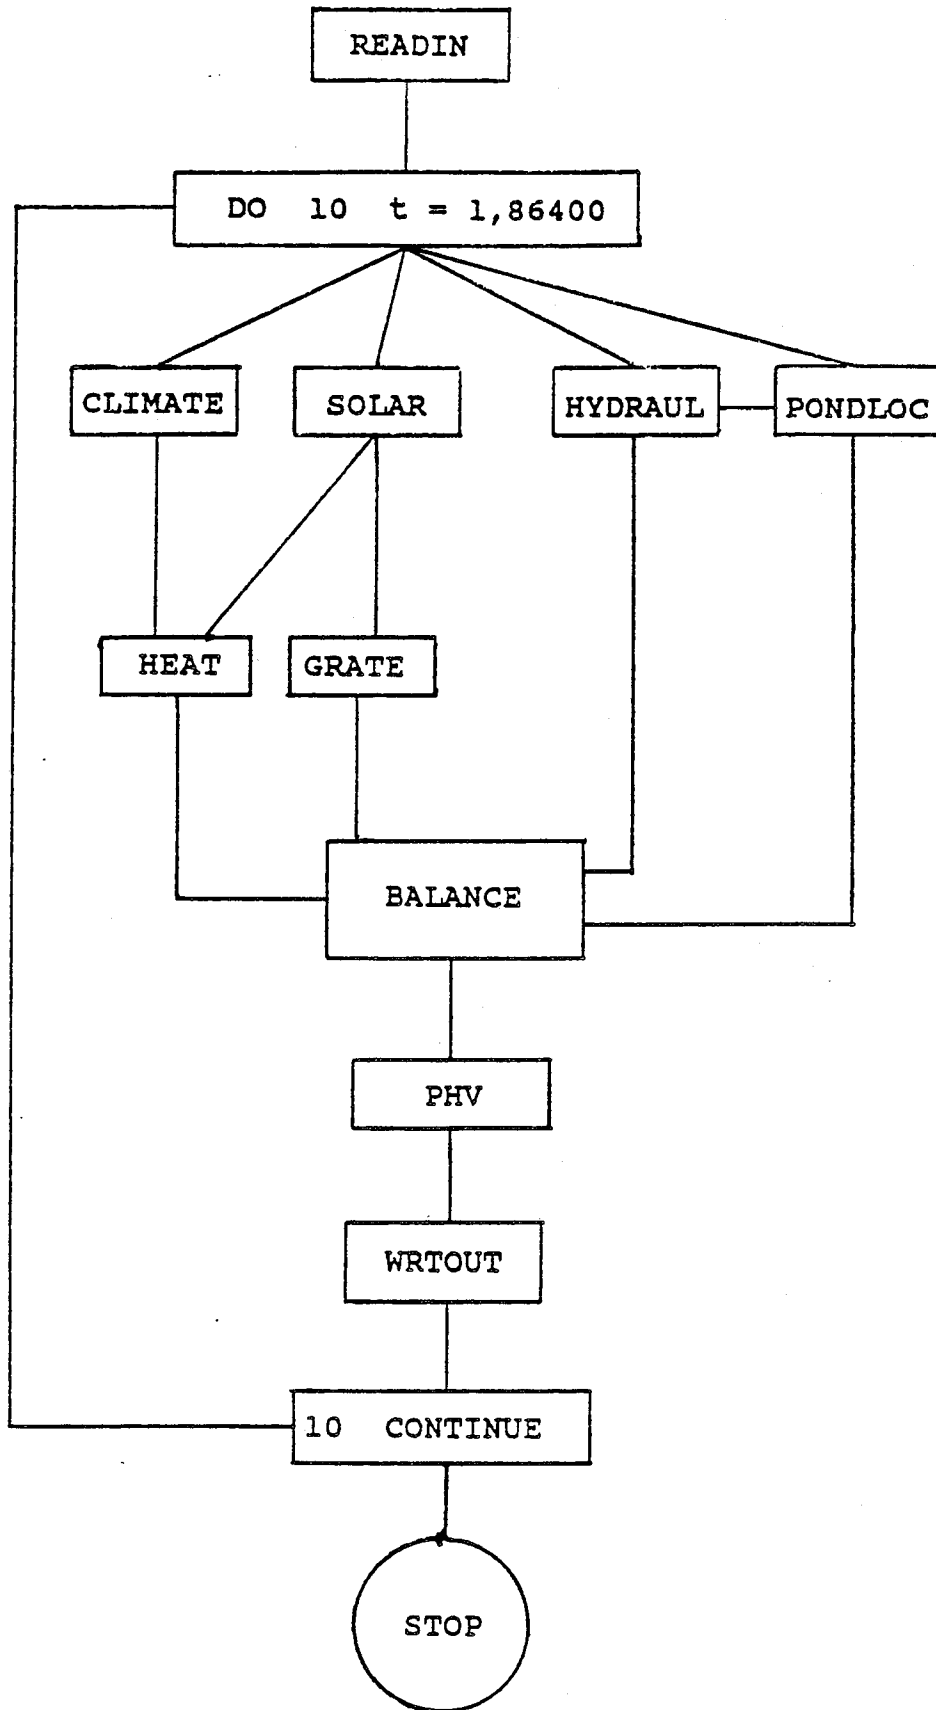 READIN
DO 10 t = 1,86400
CLIMATE
SOLAR
HYDRAUL
PONDLOC
HEAT
GRATE
BALANCE
PHV
WRTOUT
10 CONTINUE
STOP